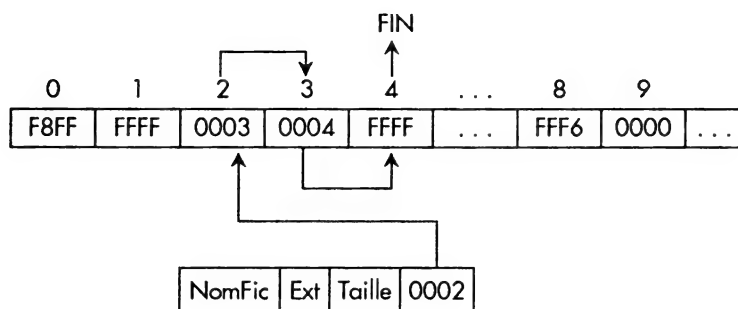 FIN
0 1 2 3 4 ... 8 9
F8FF FFFF 0003 0004 FFFF ... FFF6 0000 ...
NomFic Ext Taille 0002